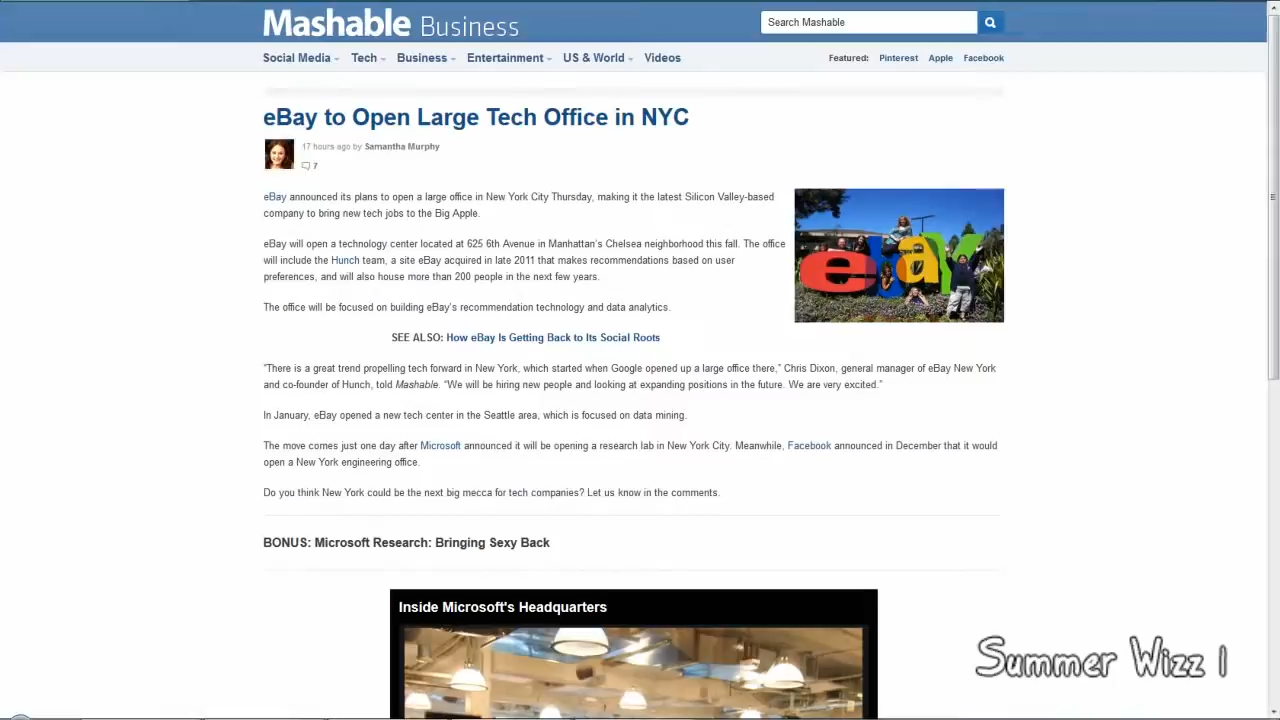 Mashable Business
Search Mashable
Social Media Tech Business Entertainment US & World Videos
Featured: Pinterest Apple Facebook
eBay to Open Large Tech Office in NYC
17 hours ago by Samantha Murphy
7
eBay announced its plans to open a large office in New York City Thursday, making it the latest Silicon Valley-based
company to bring new tech jobs to the Big Apple.
eBay will open a technology center located at 625 6th Avenue in Manhattan's Chelsea neighborhood this fall. The office
will include the Hunch team, a site eBay acquired in late 2011 that makes recommendations based on user
preferences, and will also house more than 200 people in the next few years.
ebay
The office will be focused on building eBay's recommendation technology and data analytics.
SEE ALSO: How eBay Is Getting Back to Its Social Roots
"There is a great trend propelling tech forward in New York, which started when Google opened up a large office there," Chris Dixon, general manager of eBay New York
and co-founder of Hunch, told Mashable. "We will be hiring new people and looking at expanding positions in the future. We are very excited."
In January, eBay opened a new tech center in the Seattle area, which is focused on data mining.
The move comes just one day after Microsoft announced it will be opening a research lab in New York City. Meanwhile, Facebook announced in December that it would
open a New York engineering office.
Do you think New York could be the next big mecca for tech companies? Let us know in the comments.
BONUS: Microsoft Research: Bringing Sexy Back
Inside Microsoft's Headquarters
Summer Wizz 1